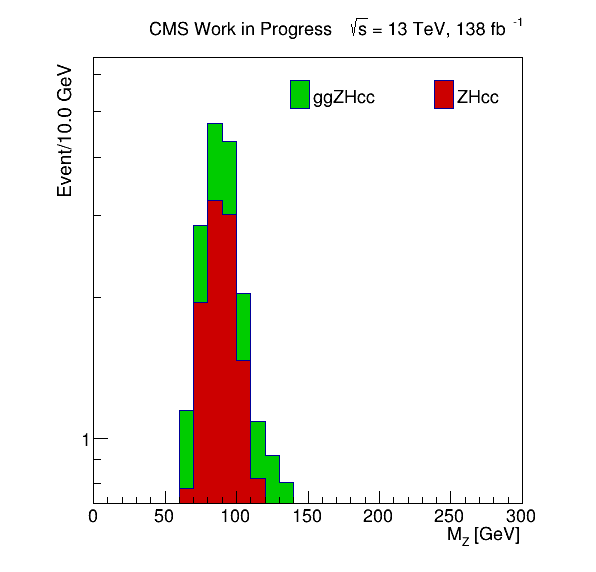 CMS Work in Progress √s = 13 TeV, 138 fb⁻¹
Event/10.0 GeV
ggZHcc ZHcc
1
0 50 100 150 200 250 300
M_Z [GeV]